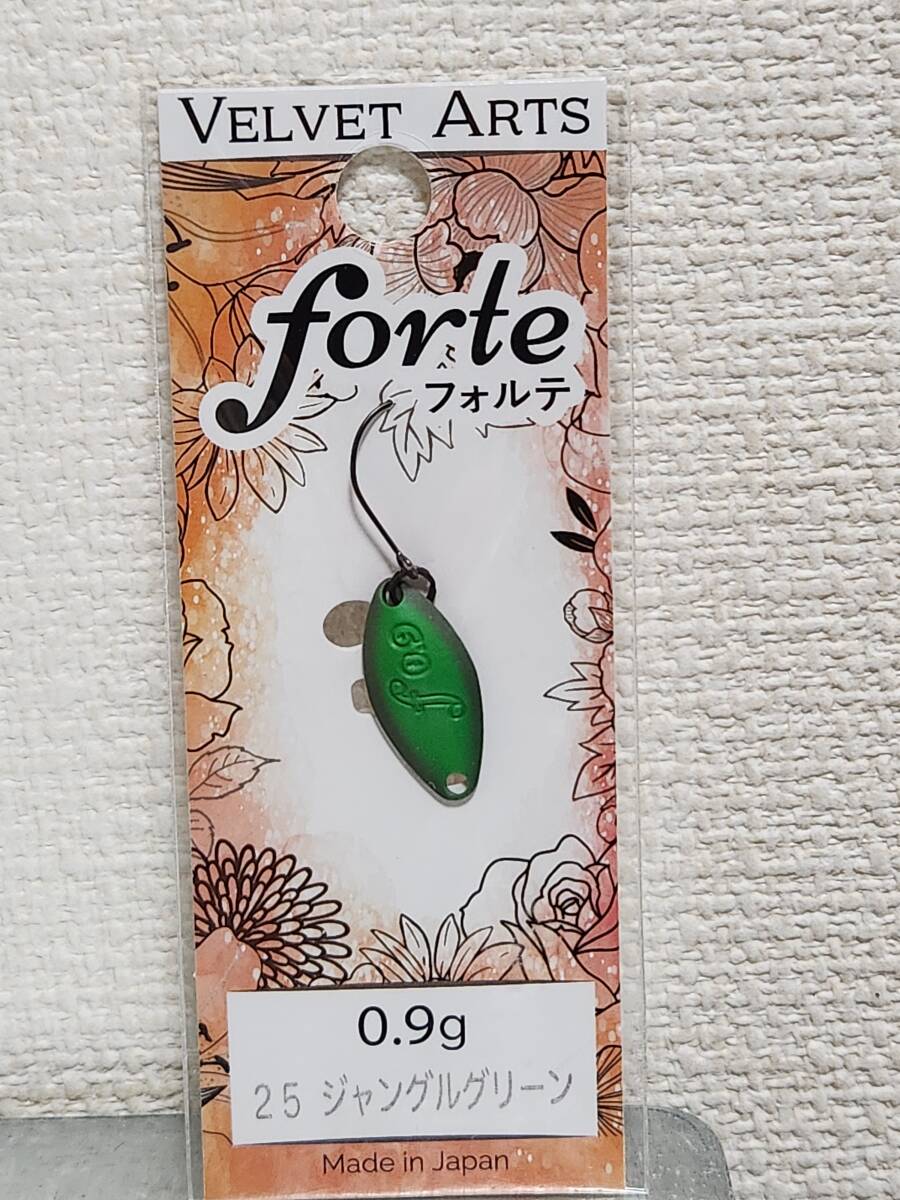 VELVET ARTS
forte
フォルテ
f09
0.9g
25 ジャングルグリーン
Made in Japan